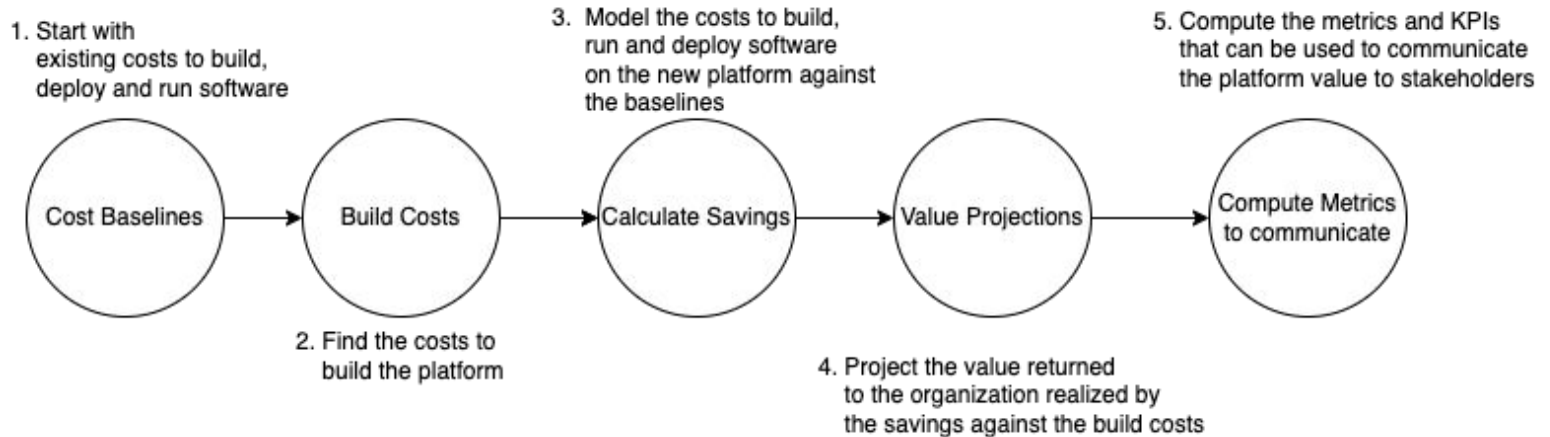 1. Start with
existing costs to build,
deploy and run software
Cost Baselines
Build Costs
2. Find the costs to
build the platform
3. Model the costs to build,
run and deploy software
on the new platform against
the baselines
Calculate Savings
Value Projections
4. Project the value returned
to the organization realized by
the savings against the build costs
5. Compute the metrics and KPIs
that can be used to communicate
the platform value to stakeholders
Compute Metrics
to communicate